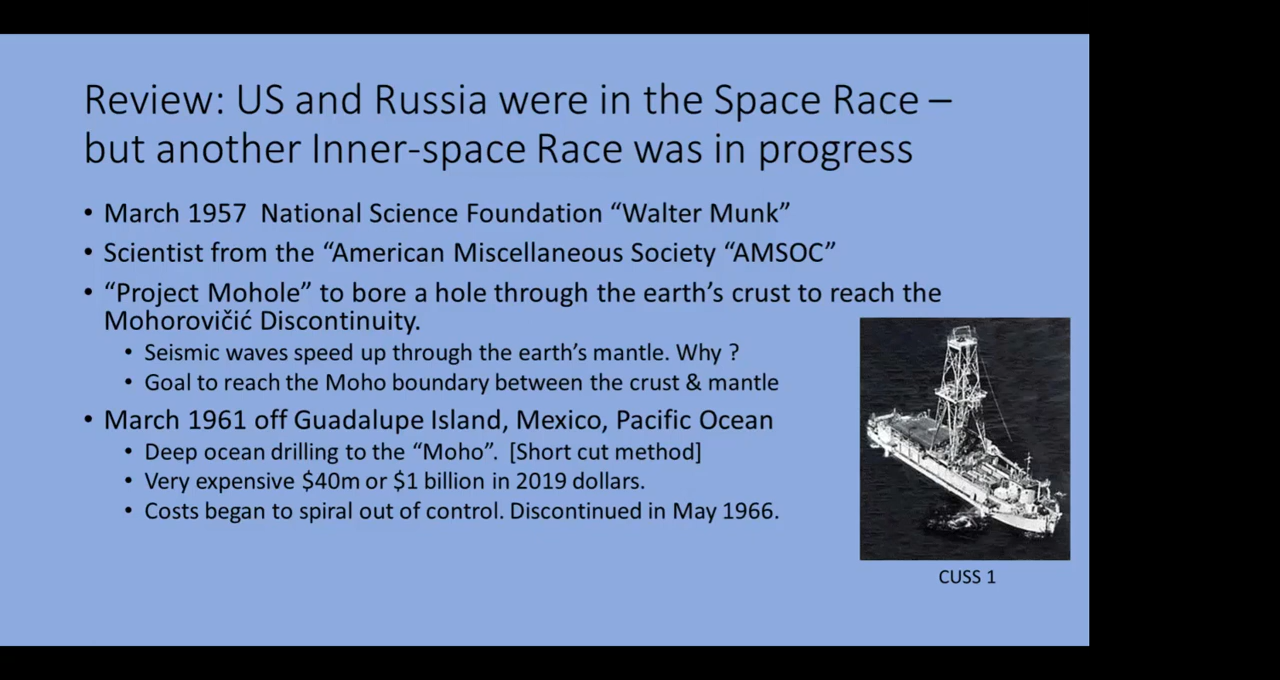 Review: US and Russia were in the Space Race –
but another Inner-space Race was in progress
• March 1957  National Science Foundation “Walter Munk”
• Scientist from the “American Miscellaneous Society “AMSOC”
• “Project Mohole” to bore a hole through the earth’s crust to reach the
Mohorovičić Discontinuity.
• Seismic waves speed up through the earth’s mantle. Why ?
• Goal to reach the Moho boundary between the crust & mantle
• March 1961 off Guadalupe Island, Mexico, Pacific Ocean
• Deep ocean drilling to the “Moho”.  [Short cut method]
• Very expensive $40m or $1 billion in 2019 dollars.
• Costs began to spiral out of control. Discontinued in May 1966.
CUSS 1